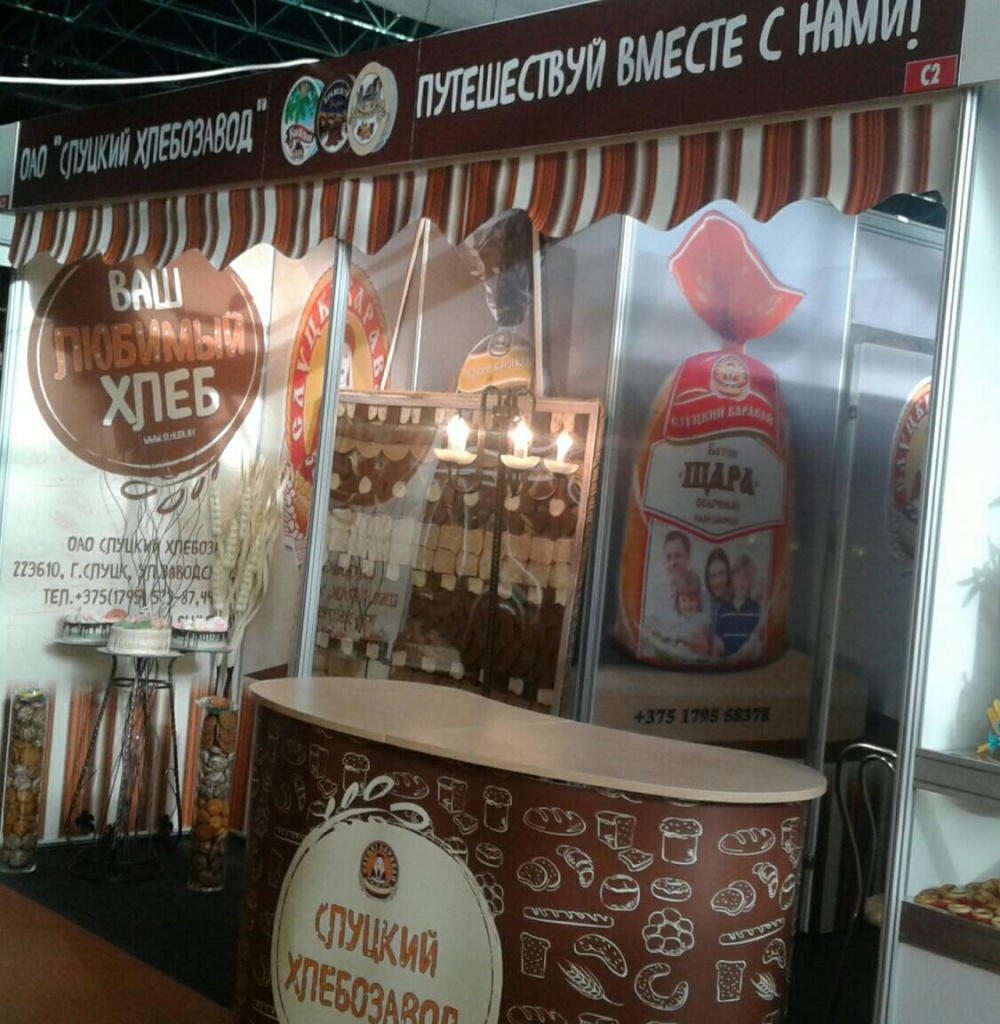 ОАО "СЛУЦКИЙ ХЛЕБОЗАВОД"
ПУТЕШЕСТВУЙ ВМЕСТЕ С НАМИ!
C2
ВАШ
ЛЮБИМЫЙ
ХЛЕБ
ОАО СЛУЦКИЙ ХЛЕБОЗ
223610, Г.СЛУЦК, УЛ.ЗАВОДС
ТЕЛ.+375(1795)
СЛУЦКИЙ КАРАВАЙ
Батон
ЩАРА
+375 1795 58378
СЛУЦКИЙ
ХЛЕБОЗАВОД